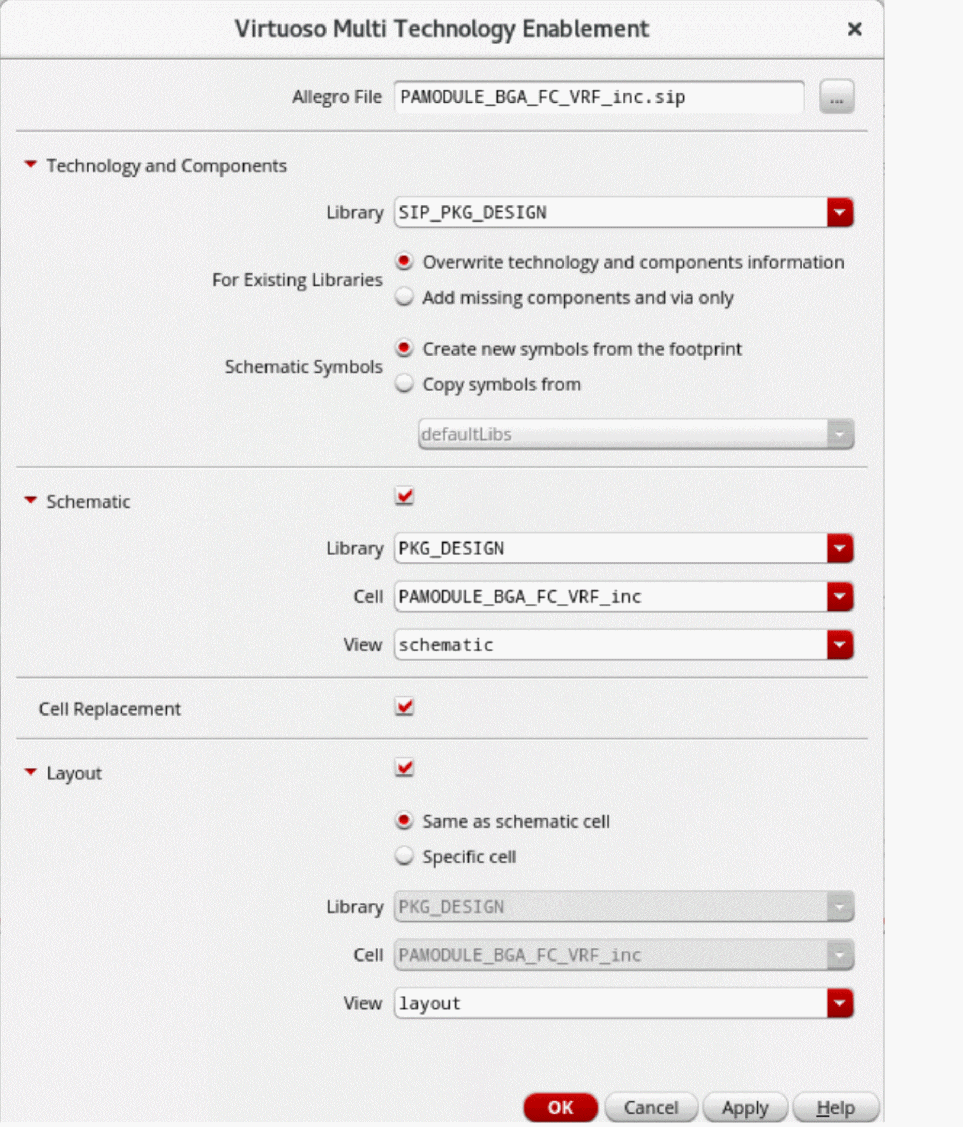 Virtuoso Multi Technology Enablement
Allegro File PAMODULE_BGA_FC_VRF_inc.sip ...
Technology and Components
Library SIP_PKG_DESIGN
For Existing Libraries
Overwrite technology and components information
Add missing components and via only
Schematic Symbols
Create new symbols from the footprint
Copy symbols from
defaultLibs
Schematic
Library PKG_DESIGN
Cell PAMODULE_BGA_FC_VRF_inc
View schematic
Cell Replacement
Layout
Same as schematic cell
Specific cell
Library PKG_DESIGN
Cell PAMODULE_BGA_FC_VRF_inc
View layout
OK Cancel Apply Help